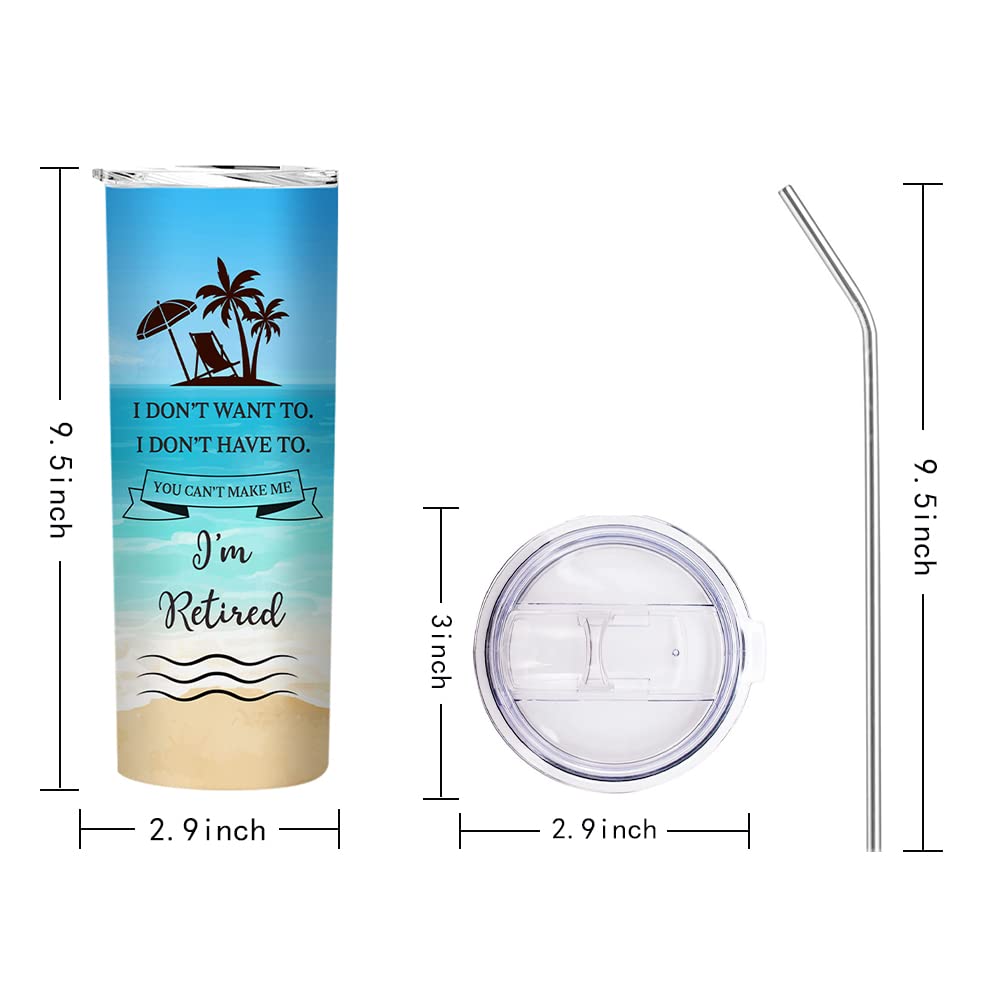 I DON'T WANT TO.
I DON'T HAVE TO.
YOU CAN'T MAKE ME
I'm
Retired
9.5inch
2.9inch
3inch
2.9inch
9.5inch